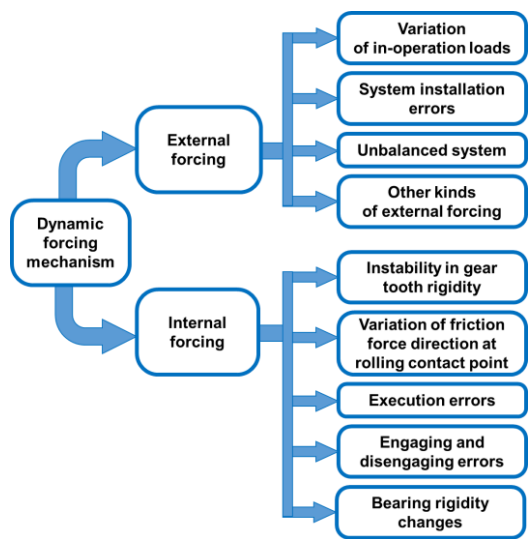 Dynamic
forcing
mechanism
External
forcing
Variation
of in-operation loads
System installation
errors
Unbalanced system
Other kinds
of external forcing
Internal
forcing
Instability in gear
tooth rigidity
Variation of friction
force direction at
rolling contact point
Execution errors
Engaging and
disengaging errors
Bearing rigidity
changes